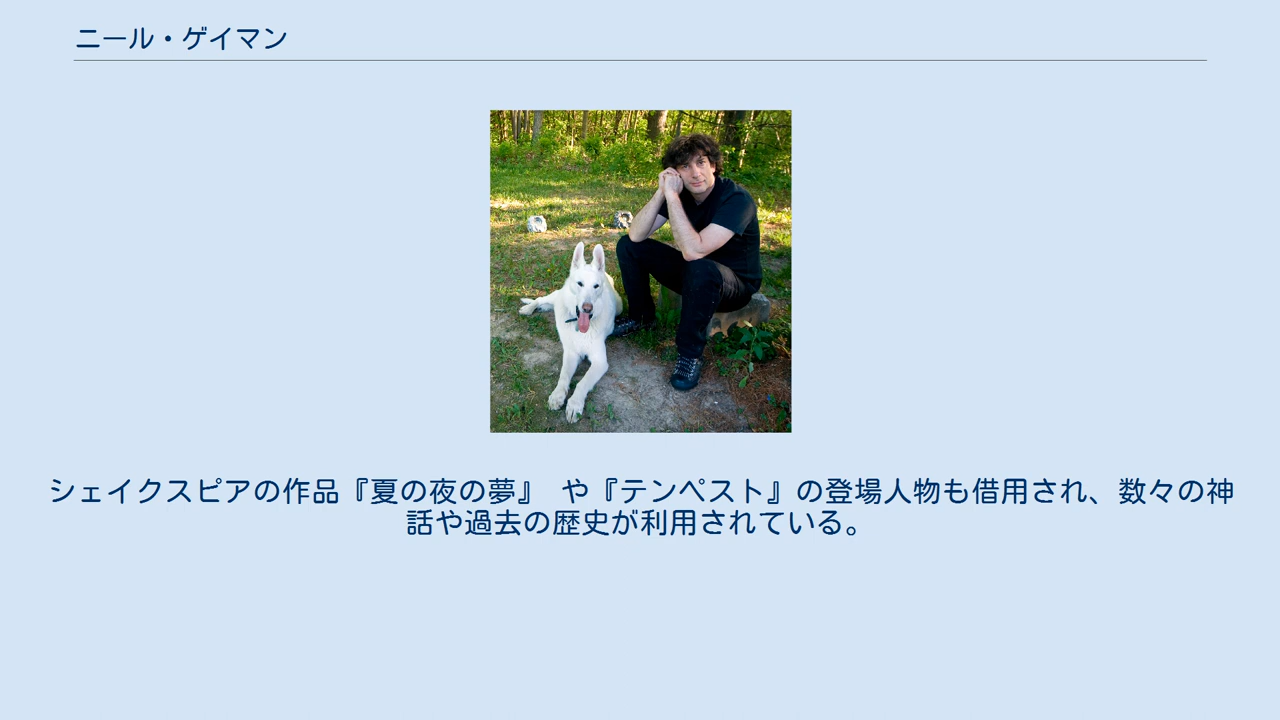 ニール・ゲイマン
シェイクスピアの作品『夏の夜の夢』 や『テンペスト』の登場人物も借用され、数々の神
話や過去の歴史が利用されている。